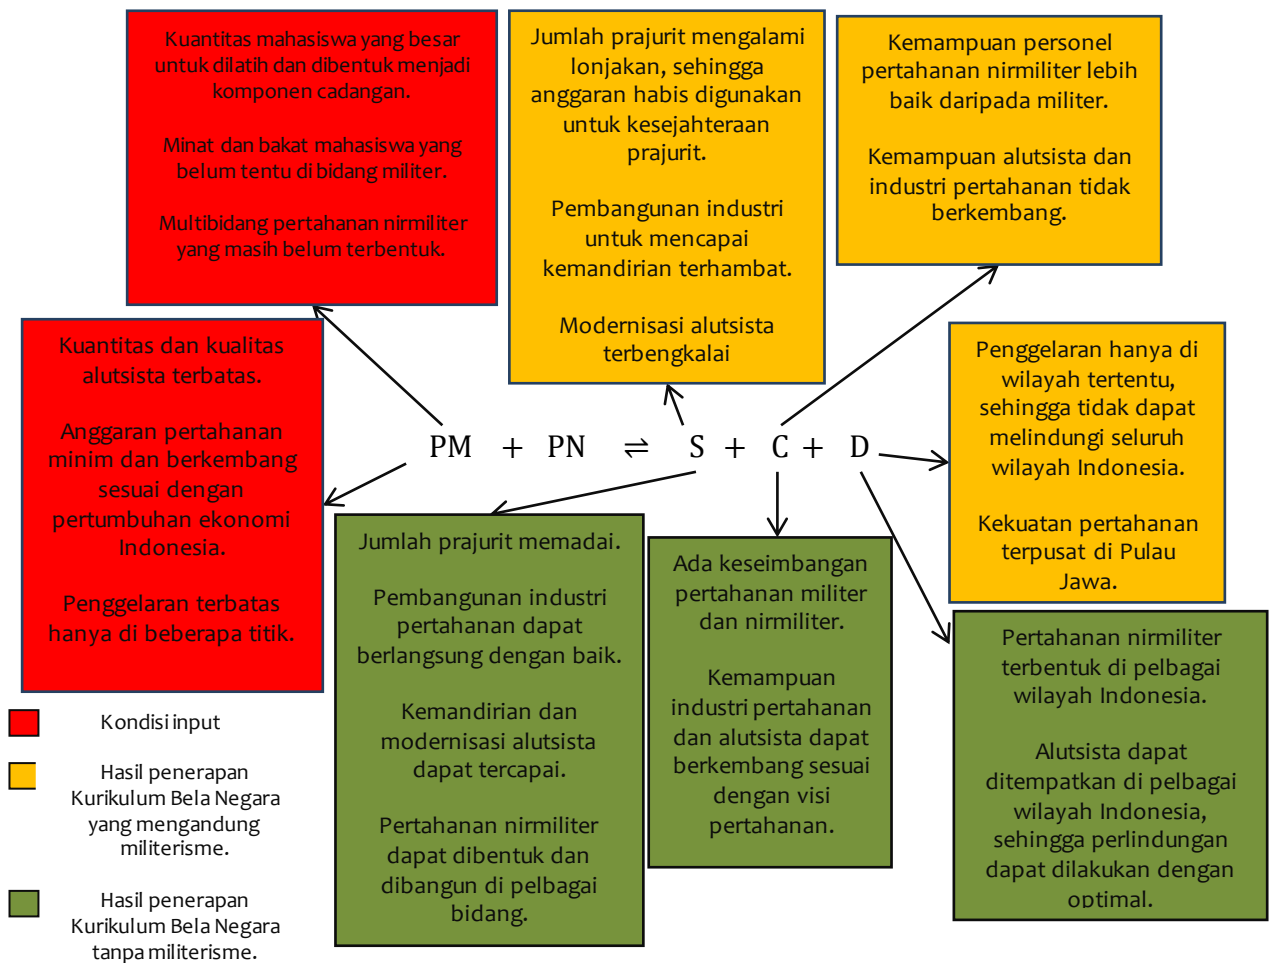 Kuantitas mahasiswa yang besar
untuk dilatih dan dibentuk menjadi
komponen cadangan.
Minat dan bakat mahasiswa yang
belum tentu di bidang militer.
Multibidang pertahanan nirmiliter
yang masih belum terbentuk.
Jumlah prajurit mengalami
lonjakan, sehingga
anggaran habis digunakan
untuk kesejahteraan
prajurit.
Pembangunan industri
untuk mencapai
kemandirian terhambat.
Modernisasi alutsista
terbengkalai
Kemampuan personel
pertahanan nirmiliter lebih
baik daripada militer.
Kemampuan alutsista dan
industri pertahanan tidak
berkembang.
Kuantitas dan kualitas
alutsista terbatas.
Anggaran pertahanan
minim dan berkembang
sesuai dengan
pertumbuhan ekonomi
Indonesia.
Penggelaran terbatas
hanya di beberapa titik.
Penggelaran hanya di
wilayah tertentu,
sehingga tidak dapat
melindungi seluruh
wilayah Indonesia.
Kekuatan pertahanan
terpusat di Pulau
Jawa.
PM + PN ⇌ S + C + D
Jumlah prajurit memadai.
Pembangunan industri
pertahanan dapat
berlangsung dengan baik.
Kemandirian dan
modernisasi alutsista
dapat tercapai.
Pertahanan nirmiliter
dapat dibentuk dan
dibangun di pelbagai
bidang.
Ada keseimbangan
pertahanan militer
dan nirmiliter.
Kemampuan
industri pertahanan
dan alutsista dapat
berkembang sesuai
dengan visi
pertahanan.
Pertahanan nirmiliter
terbentuk di pelbagai
wilayah Indonesia.
Alutsista dapat
ditempatkan di pelbagai
wilayah Indonesia,
sehingga perlindungan
dapat dilakukan dengan
optimal.
Kondisi input
Hasil penerapan
Kurikulum Bela Negara
yang mengandung
militerisme.
Hasil penerapan
Kurikulum Bela Negara
tanpa militerisme.